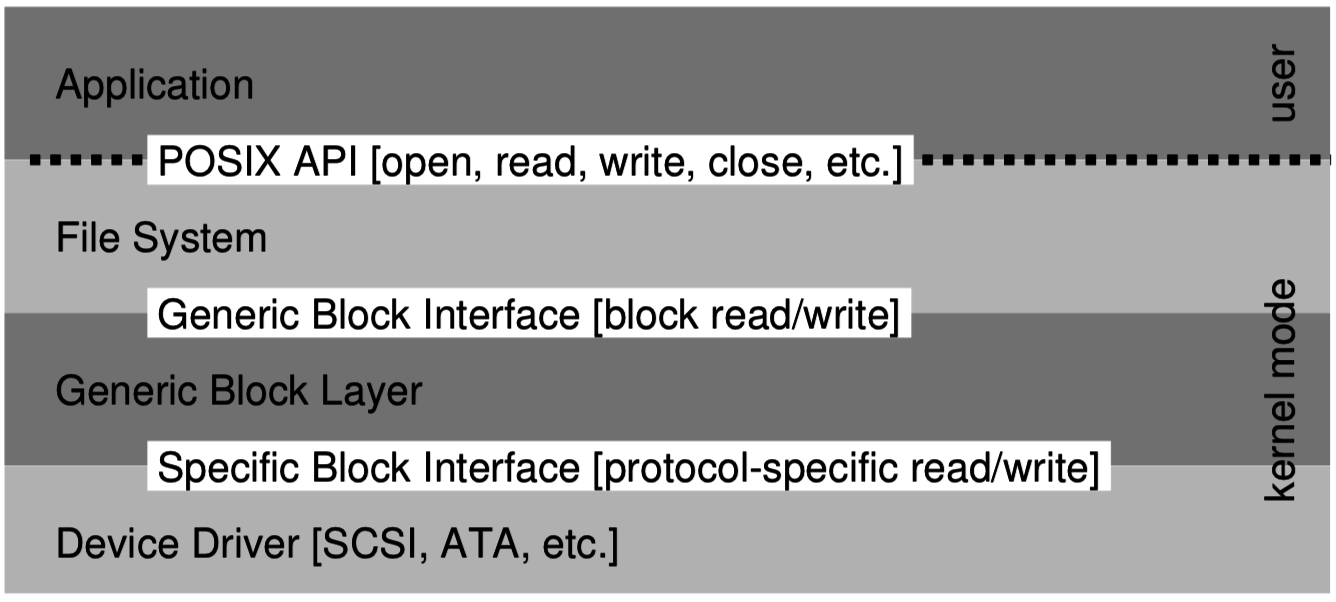 Application
user
POSIX API [open, read, write, close, etc.]
File System
Generic Block Interface [block read/write]
Generic Block Layer
kernel mode
Specific Block Interface [protocol-specific read/write]
Device Driver [SCSI, ATA, etc.]